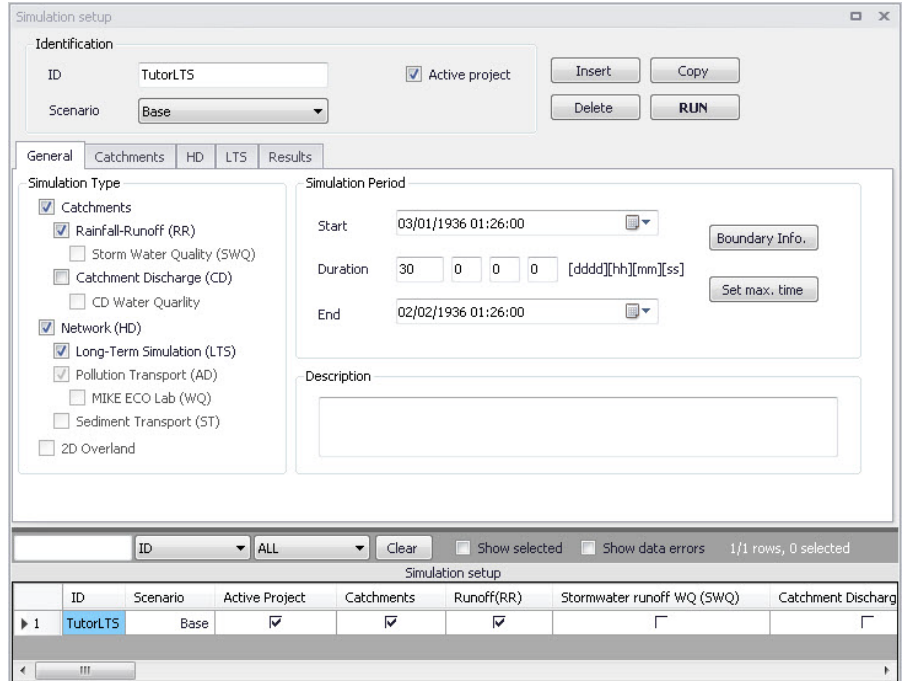 Simulation setup
Identification
ID TutorLTS Active project Insert Copy
Scenario Base Delete RUN
General Catchments HD LTS Results
Simulation Type
Catchments
Rainfall-Runoff (RR)
Storm Water Quality (SWQ)
Catchment Discharge (CD)
CD Water Quarlity
Network (HD)
Long-Term Simulation (LTS)
Pollution Transport (AD)
MIKE ECO Lab (WQ)
Sediment Transport (ST)
2D Overland
Simulation Period
Start 03/01/1936 01:26:00
Duration 30 0 0 0 [dddd][hh][mm][ss]
End 02/02/1936 01:26:00
Boundary Info.
Set max. time
Description
ID ALL Clear Show selected Show data errors 1/1 rows, 0 selected
Simulation setup
ID Scenario Active Project Catchments Runoff(RR) Stormwater runoff WQ (SWQ) Catchment Discharg
1 TutorLTS Base